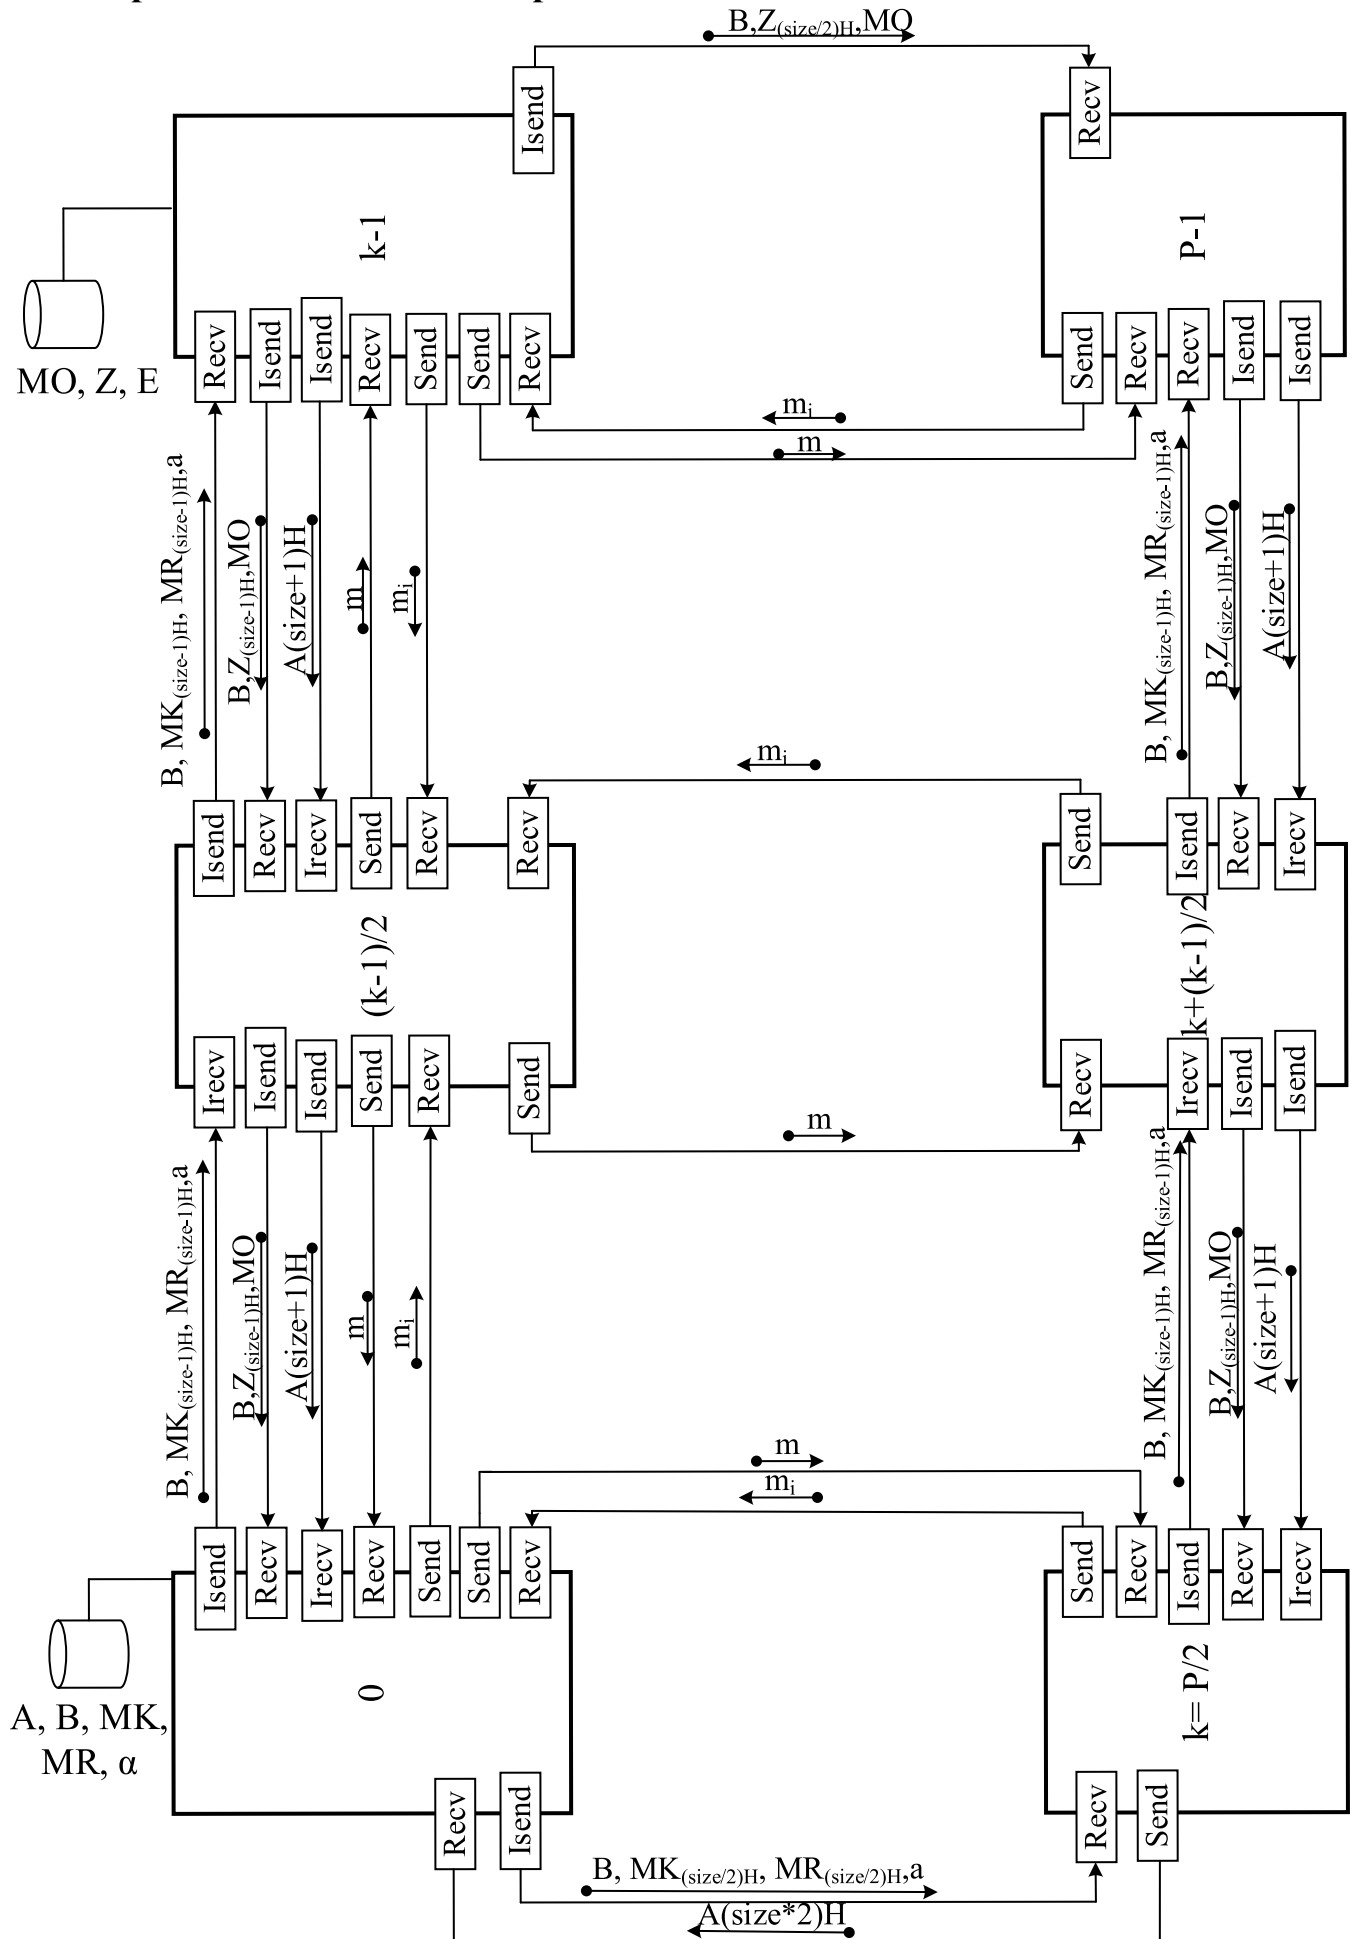 B,Z(size/2)H,MO
Isend
Recv
k-1
P-1
MO, Z, E
Recv
Isend
Isend
Recv
Send
Send
Recv
Send
Recv
Recv
Isend
Isend
mi
m
B, MK(size-1)H, MR(size-1)H,a
B,Z(size-1)H,MO
A(size+1)H
m
mi
B, MK(size-1)H, MR(size-1)H,a
B,Z(size-1)H,MO
A(size+1)H
mi
Isend
Recv
Irecv
Send
Recv
Recv
Send
Isend
Recv
Irecv
(k-1)/2
k+(k-1)/2
Irecv
Isend
Isend
Send
Recv
Send
Recv
Irecv
Isend
Isend
m
B, MK(size-1)H, MR(size-1)H,a
B,Z(size-1)H,MO
A(size+1)H
m
mi
B, MK(size-1)H, MR(size-1)H,a
B,Z(size-1)H,MO
A(size+1)H
m
mi
Isend
Recv
Irecv
Recv
Send
Send
Recv
Send
Recv
Isend
Recv
Irecv
0
k= P/2
A, B, MK,
MR, α
Recv
Isend
Recv
Send
B, MK(size/2)H, MR(size/2)H,a
A(size*2)H